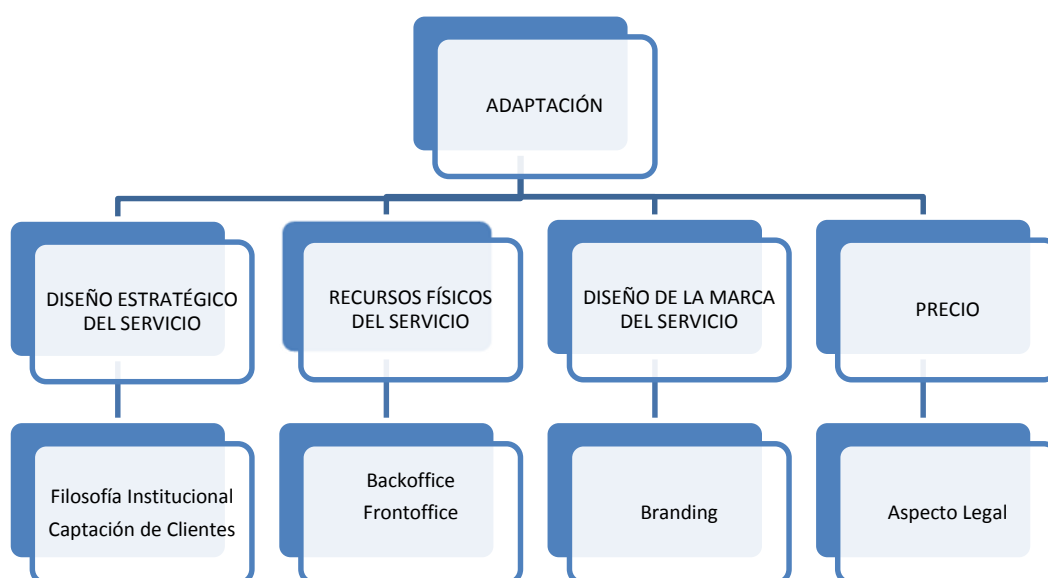 ADAPTACIÓN
DISEÑO ESTRATÉGICO
DEL SERVICIO
RECURSOS FÍSICOS
DEL SERVICIO
DISEÑO DE LA MARCA
DEL SERVICIO
PRECIO
Filosofía Institucional
Captación de Clientes
Backoffice
Frontoffice
Branding
Aspecto Legal